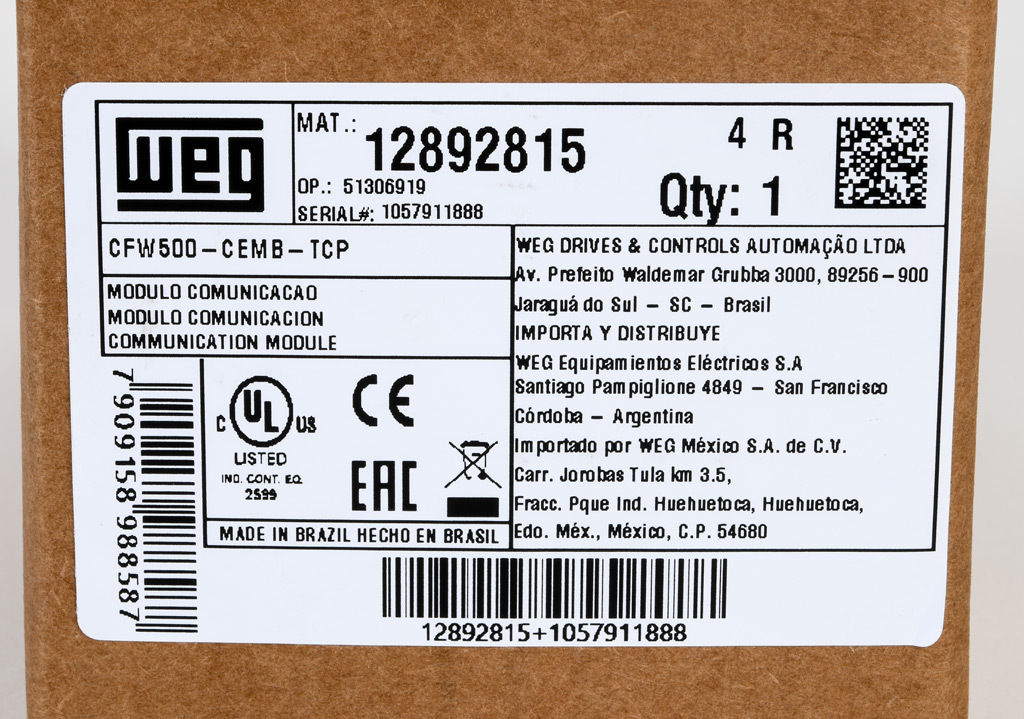 WEG
MAT.: 12892815
4 R
OP.: 51306919
SERIAL#: 1057911888
Qty: 1
CFW500-CEMB-TCP
MODULO COMUNICACAO
MODULO COMUNICACION
COMMUNICATION MODULE
WEG DRIVES & CONTROLS AUTOMAÇÃO LTDA
Av. Prefeito Waldemar Grubba 3000, 89256-900
Jaraguá do Sul - SC - Brasil
IMPORTA Y DISTRIBUYE
WEG Equipamientos Eléctricos S.A
Santiago Pampiglione 4849 - San Francisco
Córdoba - Argentina
Importado por WEG México S.A. de C.V.
Carr. Jorobas Tula km 3.5,
Fracc. Pque Ind. Huehuetoca, Huehuetoca,
Edo. Méx., México, C.P. 54680
7 909158 988587
C UL US
LISTED
IND. CONT. EQ.
2S99
CE
EAC
MADE IN BRAZIL HECHO EN BRASIL
12892815+1057911888